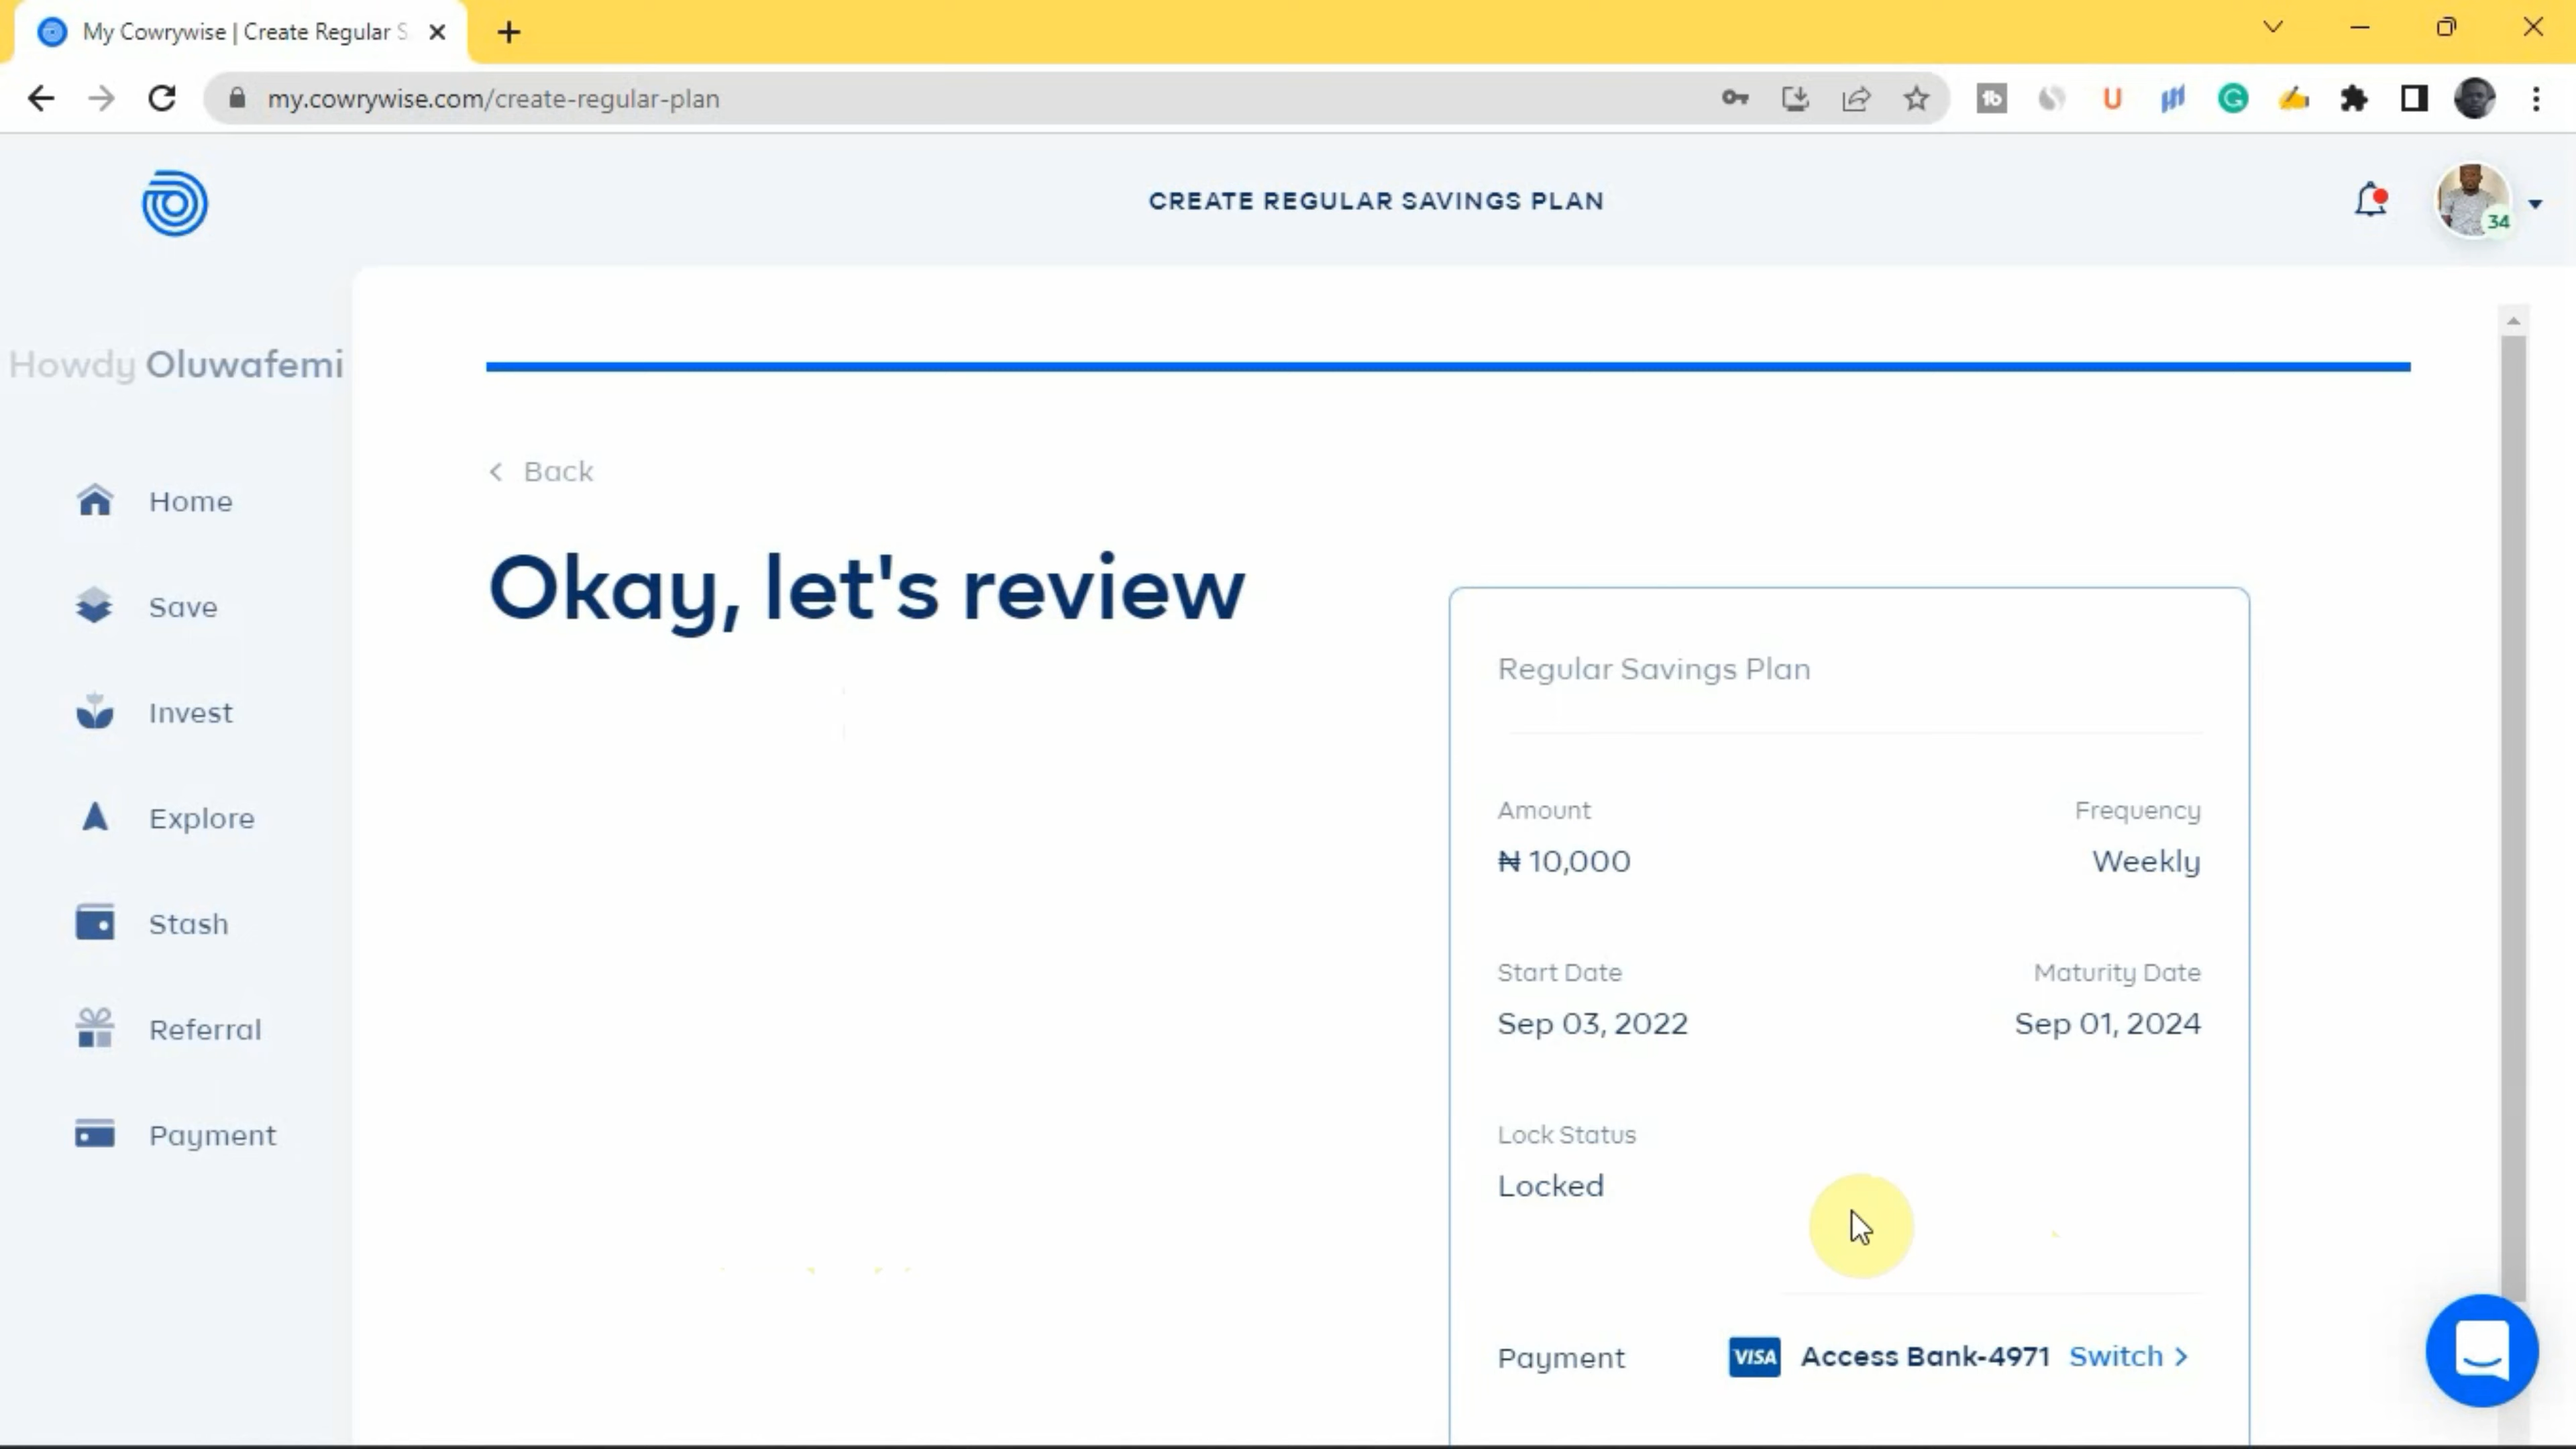 My Cowrywise | Create Regular S
my.cowrywise.com/create-regular-plan
CREATE REGULAR SAVINGS PLAN
34
Howdy Oluwafemi
Home
Save
Invest
Explore
Stash
Referral
Payment
Back
Okay, let's review
Regular Savings Plan
Amount Frequency
₦ 10,000 Weekly
Start Date Maturity Date
Sep 03, 2022 Sep 01, 2024
Lock Status
Locked
Payment VISA Access Bank-4971 Switch >